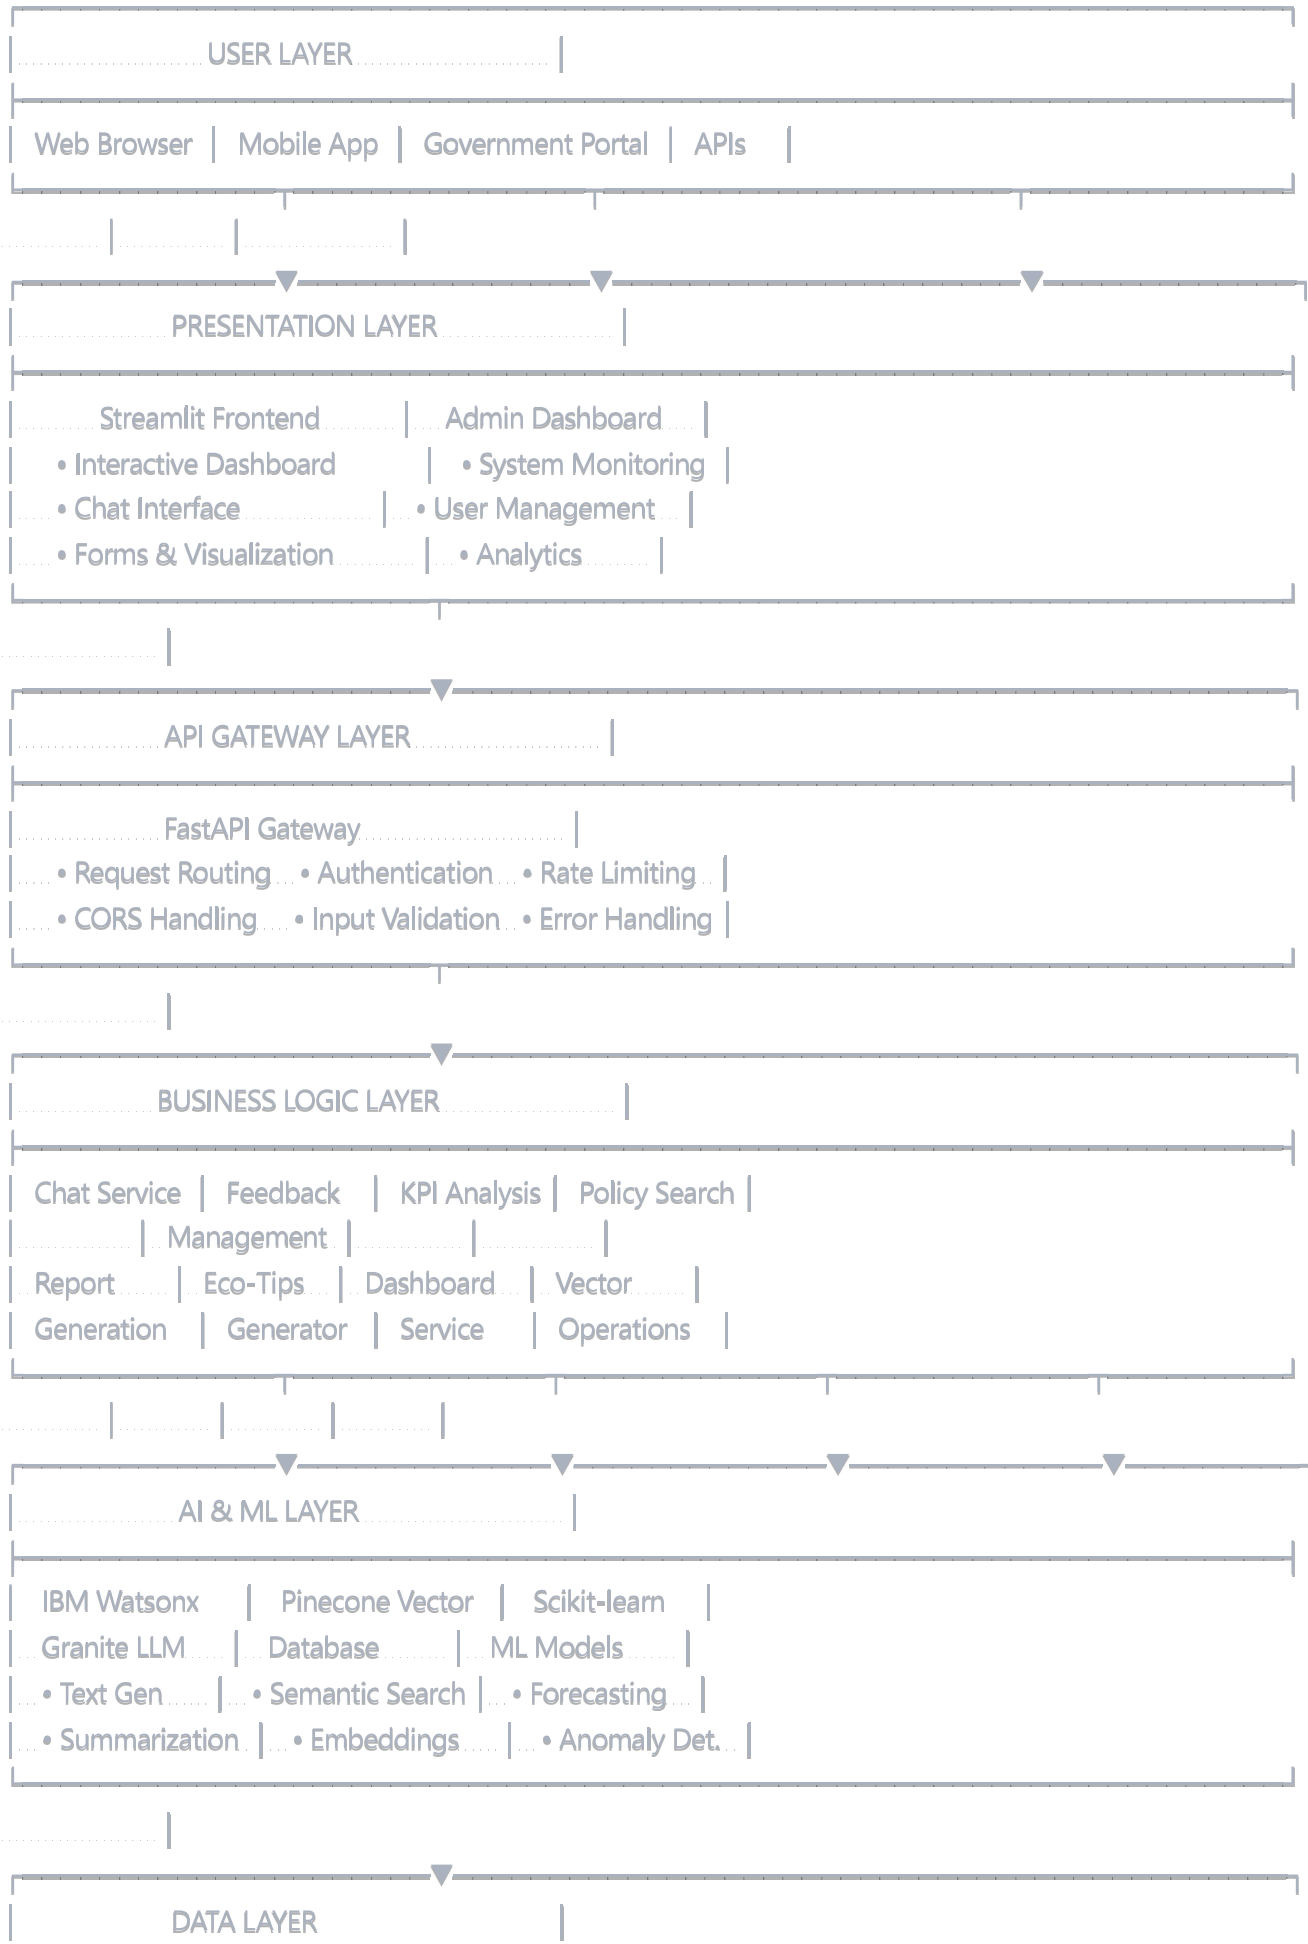 USER LAYER
Web Browser │ Mobile App │ Government Portal │ APIs │
PRESENTATION LAYER
Streamlit Frontend │ Admin Dashboard │
• Interactive Dashboard │ • System Monitoring │
• Chat Interface │ • User Management │
• Forms & Visualization │ • Analytics │
API GATEWAY LAYER
FastAPI Gateway
• Request Routing • Authentication • Rate Limiting │
• CORS Handling • Input Validation • Error Handling │
BUSINESS LOGIC LAYER
Chat Service │ Feedback │ KPI Analysis │ Policy Search │
Management
Report │ Eco-Tips │ Dashboard │ Vector │
Generation │ Generator │ Service │ Operations │
AI & ML LAYER
IBM Watsonx │ Pinecone Vector │ Scikit-learn │
Granite LLM │ Database │ ML Models │
• Text Gen │ • Semantic Search │ • Forecasting │
• Summarization │ • Embeddings │ • Anomaly Det. │
DATA LAYER